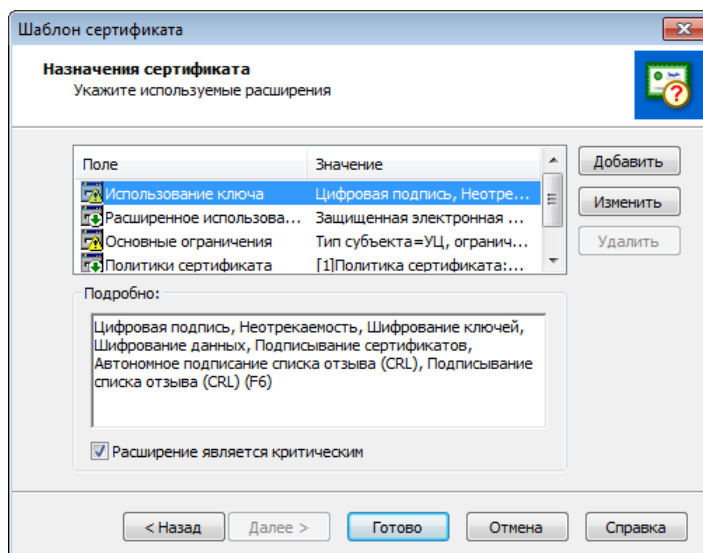 Шаблон сертификата
Назначения сертификата
Укажите используемые расширения
Поле Значение
Использование ключа Цифровая подпись, Неотре...
Расширенное использова... Защищенная электронная ...
Основные ограничения Тип субъекта=УЦ, огранич...
Политики сертификата [1]Политика сертификата:...
Добавить
Изменить
Удалить
Подробно:
Цифровая подпись, Неотрекаемость, Шифрование ключей,
Шифрование данных, Подписывание сертификатов,
Автономное подписание списка отзыва (CRL), Подписывание
списка отзыва (CRL) (F6)
Расширение является критическим
< Назад Далее > Готово Отмена Справка